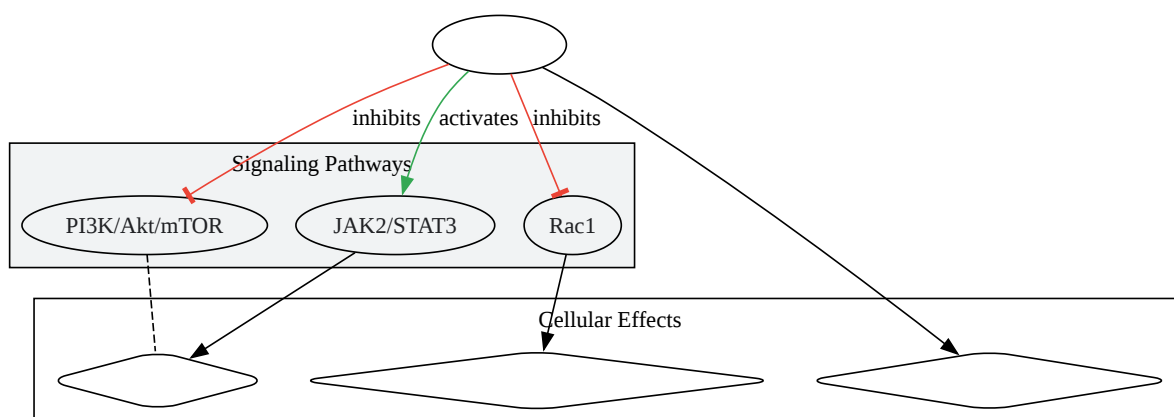 inhibits activates inhibits
Signaling Pathways
PI3K/Akt/mTOR JAK2/STAT3 Rac1
Cellular Effects